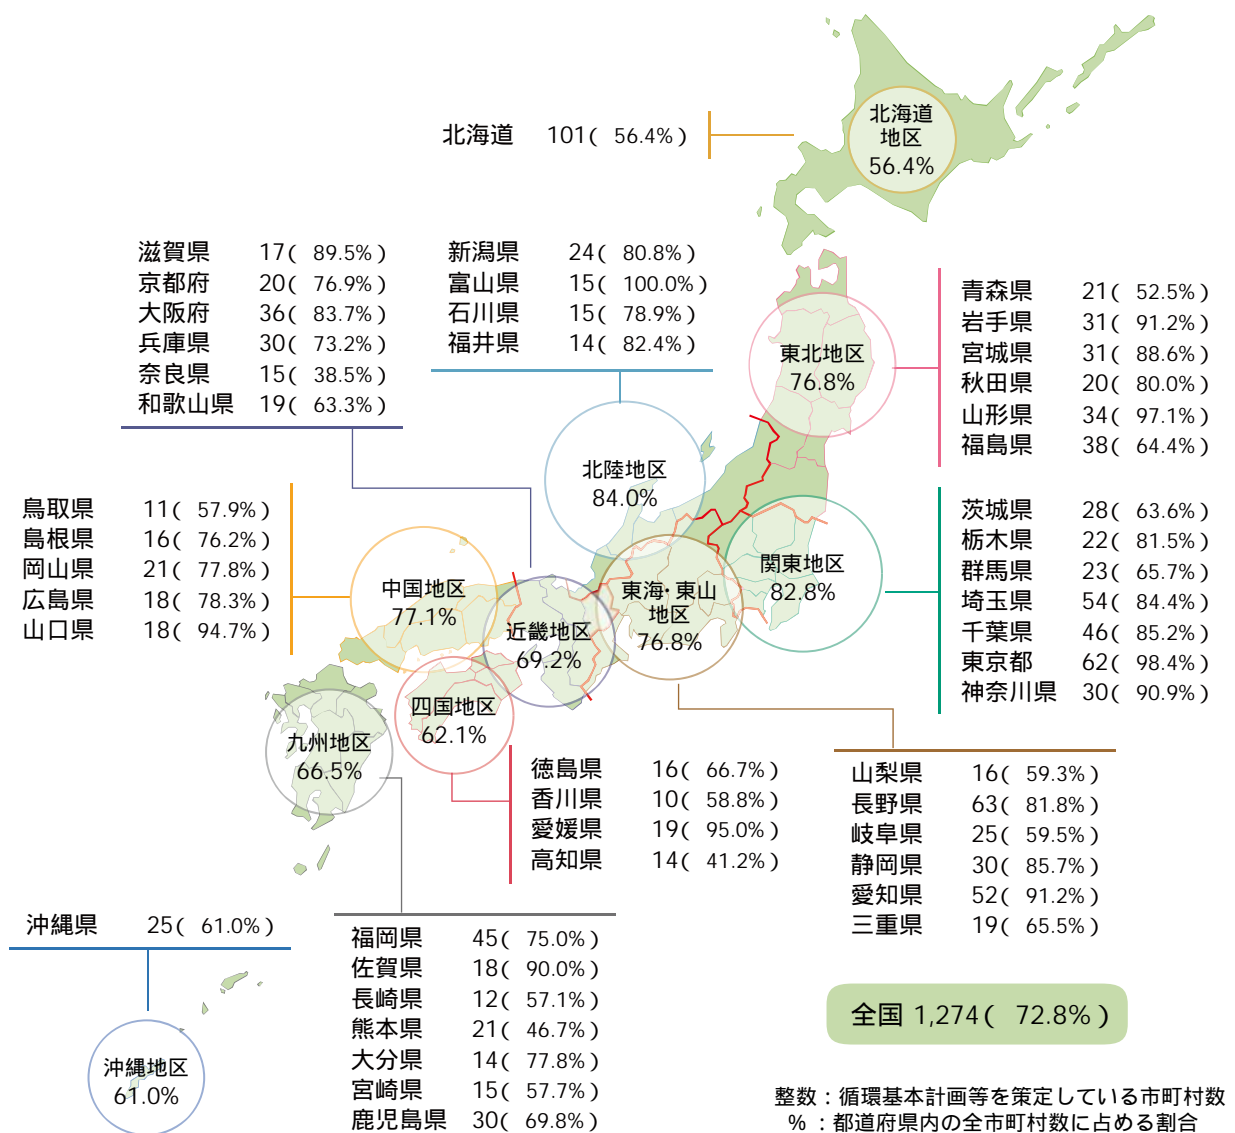 北海道 101( 56.4%)
北海道
地区
56.4%
滋賀県 17( 89.5%)
京都府 20( 76.9%)
大阪府 36( 83.7%)
兵庫県 30( 73.2%)
奈良県 15( 38.5%)
和歌山県 19( 63.3%)
新潟県 24( 80.8%)
富山県 15( 100.0%)
石川県 15( 78.9%)
福井県 14( 82.4%)
青森県 21( 52.5%)
岩手県 31( 91.2%)
宮城県 31( 88.6%)
秋田県 20( 80.0%)
山形県 34( 97.1%)
福島県 38( 64.4%)
東北地区
76.8%
北陸地区
84.0%
鳥取県 11( 57.9%)
島根県 16( 76.2%)
岡山県 21( 77.8%)
広島県 18( 78.3%)
山口県 18( 94.7%)
中国地区
77.1%
近畿地区
69.2%
東海・東山
地区
76.8%
関東地区
82.8%
茨城県 28( 63.6%)
栃木県 22( 81.5%)
群馬県 23( 65.7%)
埼玉県 54( 84.4%)
千葉県 46( 85.2%)
東京都 62( 98.4%)
神奈川県 30( 90.9%)
四国地区
62.1%
九州地区
66.5%
徳島県 16( 66.7%)
香川県 10( 58.8%)
愛媛県 19( 95.0%)
高知県 14( 41.2%)
山梨県 16( 59.3%)
長野県 63( 81.8%)
岐阜県 25( 59.5%)
静岡県 30( 85.7%)
愛知県 52( 91.2%)
三重県 19( 65.5%)
沖縄県 25( 61.0%)
沖縄地区
61.0%
福岡県 45( 75.0%)
佐賀県 18( 90.0%)
長崎県 12( 57.1%)
熊本県 21( 46.7%)
大分県 14( 77.8%)
宮崎県 15( 57.7%)
鹿児島県 30( 69.8%)
全国 1,274( 72.8%)
整数:循環基本計画等を策定している市町村数
%:都道府県内の全市町村数に占める割合